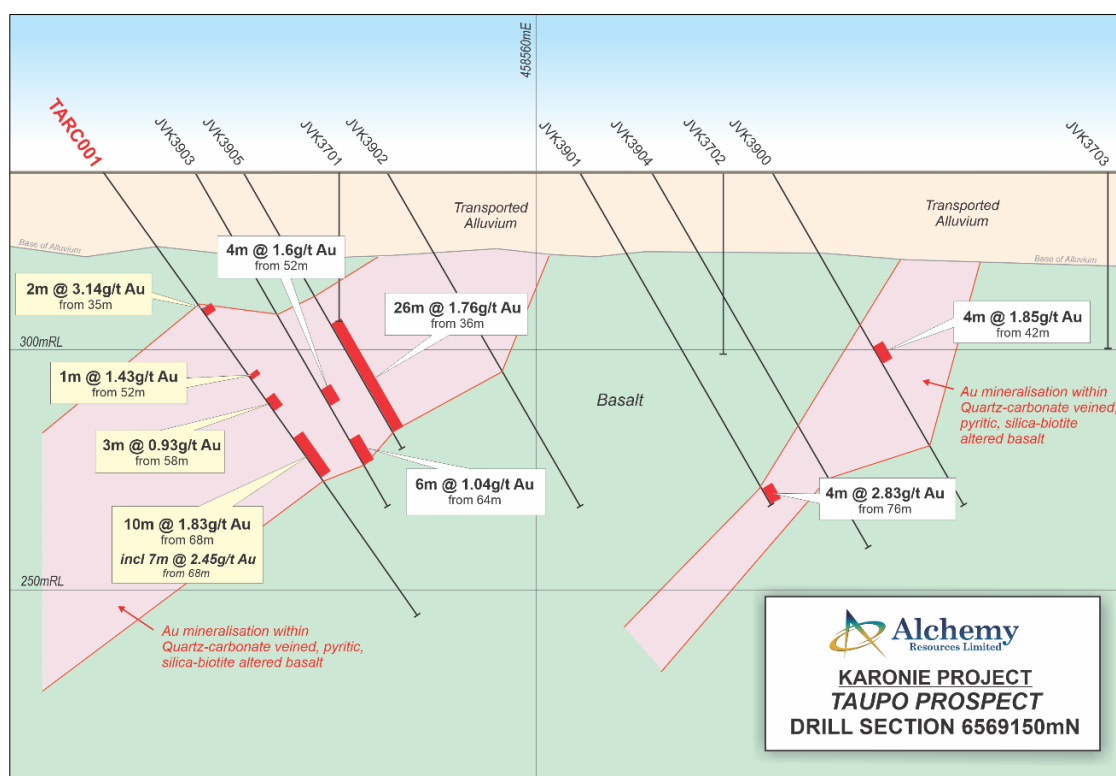 458560mE
TARC001
JVK3903
JVK3905
JVK3701
JVK3902
JVK3901
JVK3904
JVK3702
JVK3900
JVK3703
Transported
Alluvium
Transported
Alluvium
Base of Alluvium
Base of Alluvium
4m @ 1.6g/t Au
from 52m
2m @ 3.14g/t Au
from 35m
26m @ 1.76g/t Au
from 36m
4m @ 1.85g/t Au
from 42m
300mRL
1m @ 1.43g/t Au
from 52m
Basalt
Au mineralisation within
Quartz-carbonate veined,
pyritic, silica-biotite
altered basalt
3m @ 0.93g/t Au
from 58m
6m @ 1.04g/t Au
from 64m
4m @ 2.83g/t Au
from 76m
10m @ 1.83g/t Au
from 68m
incl 7m @ 2.45g/t Au
from 68m
250mRL
Au mineralisation within
Quartz-carbonate veined, pyritic,
silica-biotite altered basalt
Alchemy
Resources Limited
KARONIE PROJECT
TAUPO PROSPECT
DRILL SECTION 6569150mN